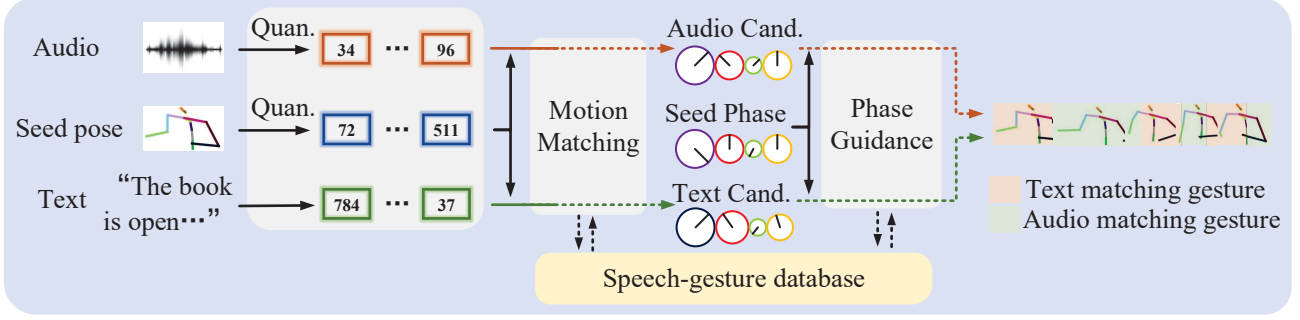 Audio
Quan.
34 ··· 96
Seed pose
Quan.
72 ··· 511
Text
“The book
is open···”
784 ··· 37
Motion
Matching
Audio Cand.
Seed Phase
Text Cand.
Phase
Guidance
Speech-gesture database
Text matching gesture
Audio matching gesture